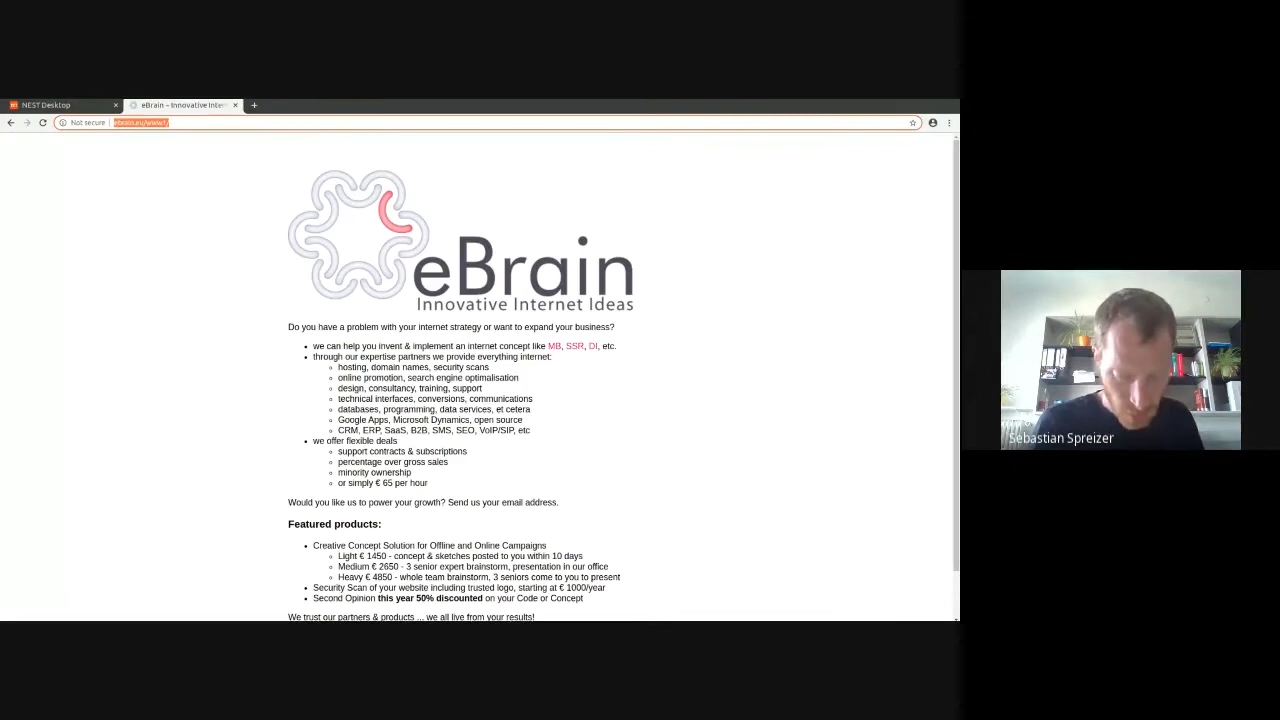 NEST Desktop
eBrain – Innovative Inter
Not secure
ebrain.eu/www1/
eBrain
Innovative Internet Ideas
Do you have a problem with your internet strategy or want to expand your business?
• we can help you invent & implement an internet concept like MB, SSR, DI, etc.
• through our expertise partners we provide everything internet:
◦ hosting, domain names, security scans
◦ online promotion, search engine optimalisation
◦ design, consultancy, training, support
◦ technical interfaces, conversions, communications
◦ databases, programming, data services, et cetera
◦ Google Apps, Microsoft Dynamics, open source
◦ CRM, ERP, SaaS, B2B, SMS, SEO, VoIP/SIP, etc
• we offer flexible deals
◦ support contracts & subscriptions
◦ percentage over gross sales
◦ minority ownership
◦ or simply € 65 per hour
Would you like us to power your growth? Send us your email address.
Featured products:
• Creative Concept Solution for Offline and Online Campaigns
◦ Light € 1450 - concept & sketches posted to you within 10 days
◦ Medium € 2650 - 3 senior expert brainstorm, presentation in our office
◦ Heavy € 4850 - whole team brainstorm, 3 seniors come to you to present
• Security Scan of your website including trusted logo, starting at € 1000/year
• Second Opinion this year 50% discounted on your Code or Concept
We trust our partners & products ... we all live from your results!
Sebastian Spreizer